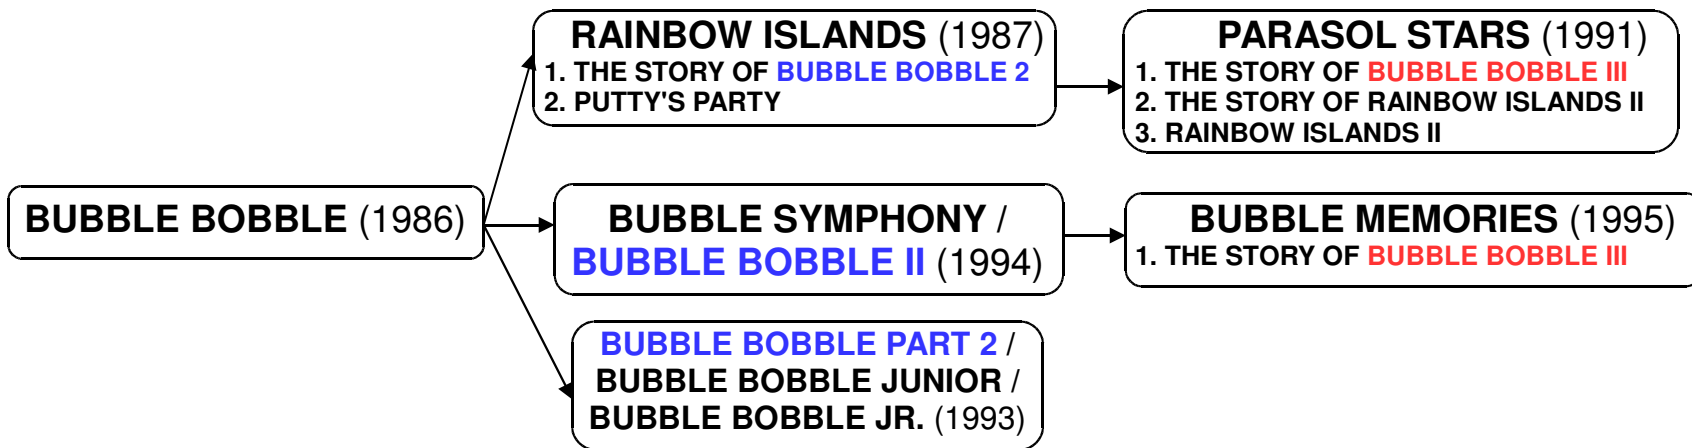 RAINBOW ISLANDS (1987)
1. THE STORY OF BUBBLE BOBBLE 2
2. PUTTY'S PARTY
PARASOL STARS (1991)
1. THE STORY OF BUBBLE BOBBLE III
2. THE STORY OF RAINBOW ISLANDS II
3. RAINBOW ISLANDS II
BUBBLE BOBBLE (1986)
BUBBLE SYMPHONY /
BUBBLE BOBBLE II (1994)
BUBBLE MEMORIES (1995)
1. THE STORY OF BUBBLE BOBBLE III
BUBBLE BOBBLE PART 2 /
BUBBLE BOBBLE JUNIOR /
BUBBLE BOBBLE JR. (1993)